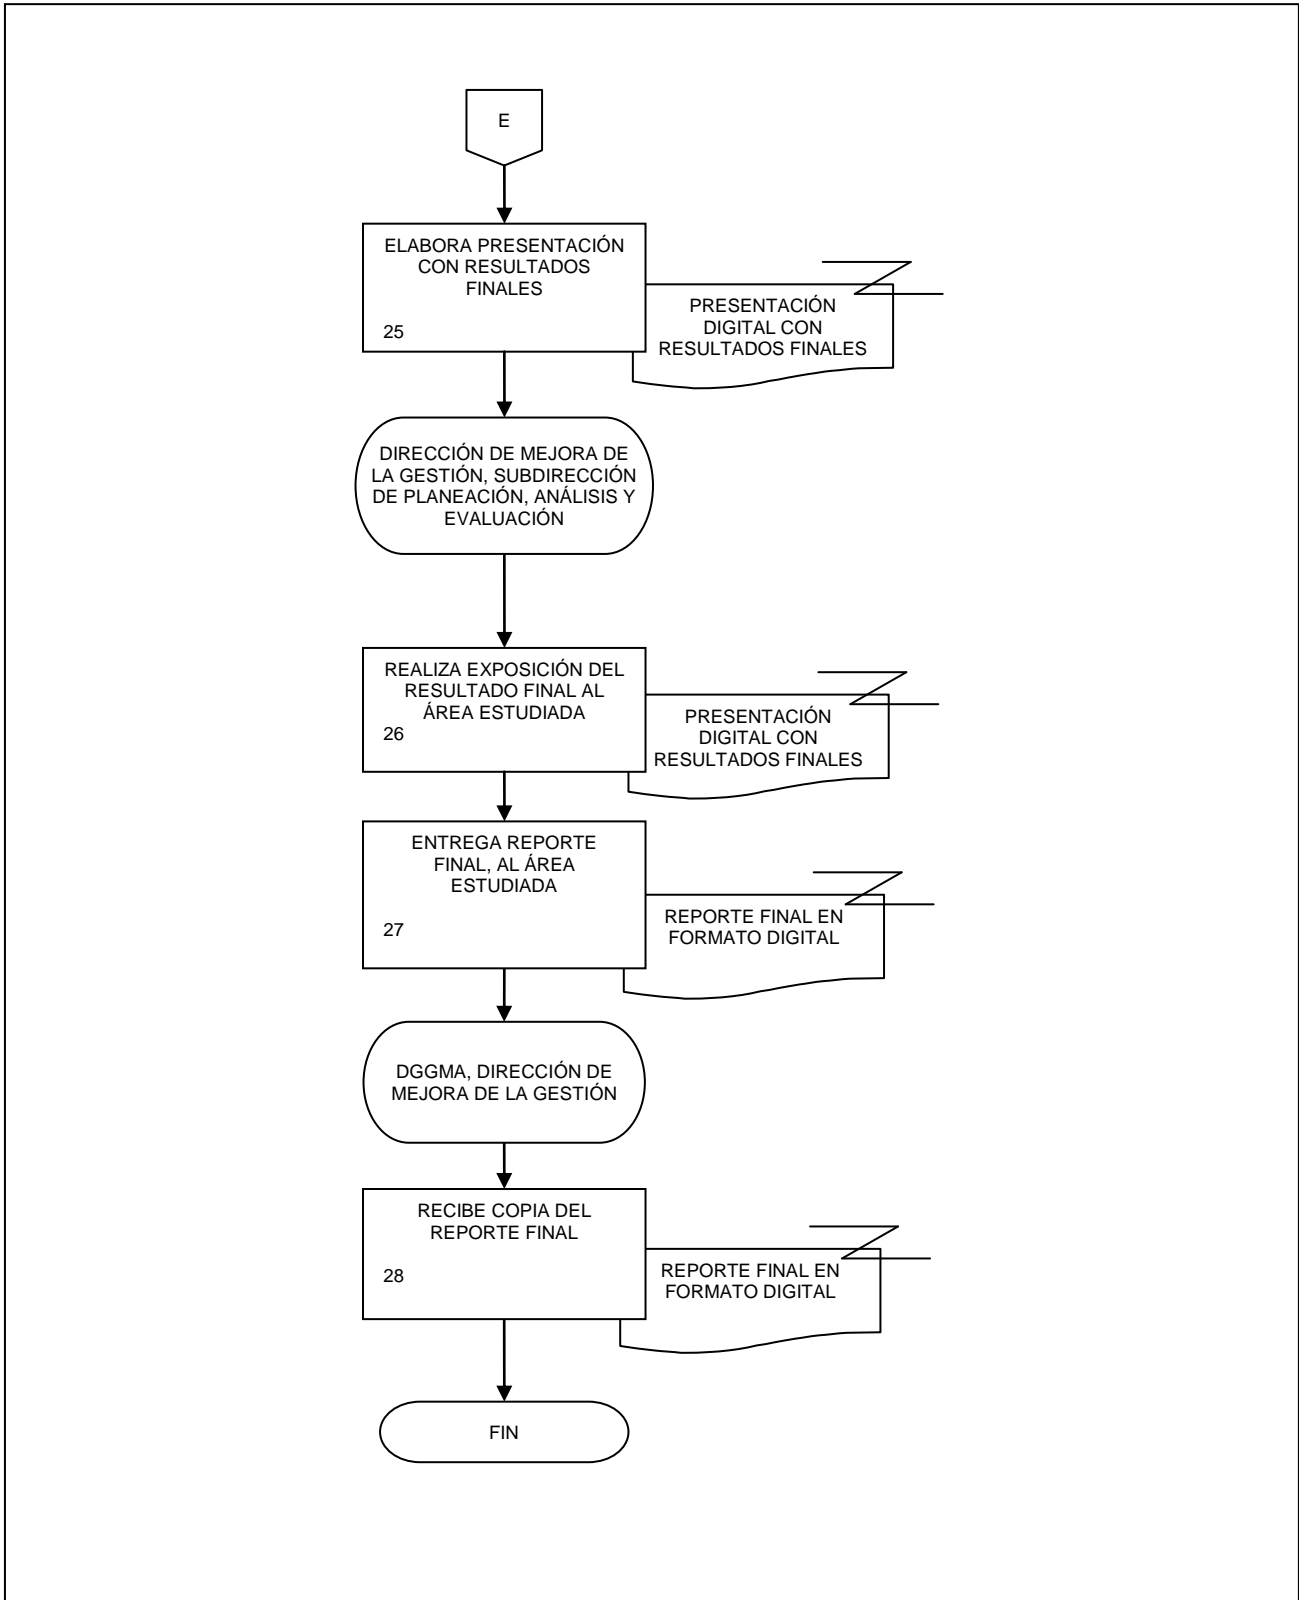 E
ELABORA PRESENTACIÓN
CON RESULTADOS
FINALES
25
PRESENTACIÓN
DIGITAL CON
RESULTADOS FINALES
DIRECCIÓN DE MEJORA DE
LA GESTIÓN, SUBDIRECCIÓN
DE PLANEACIÓN, ANÁLISIS Y
EVALUACIÓN
REALIZA EXPOSICIÓN DEL
RESULTADO FINAL AL
ÁREA ESTUDIADA
26
PRESENTACIÓN
DIGITAL CON
RESULTADOS FINALES
ENTREGA REPORTE
FINAL, AL ÁREA
ESTUDIADA
27
REPORTE FINAL EN
FORMATO DIGITAL
DGGMA, DIRECCIÓN DE
MEJORA DE LA GESTIÓN
RECIBE COPIA DEL
REPORTE FINAL
28
REPORTE FINAL EN
FORMATO DIGITAL
FIN